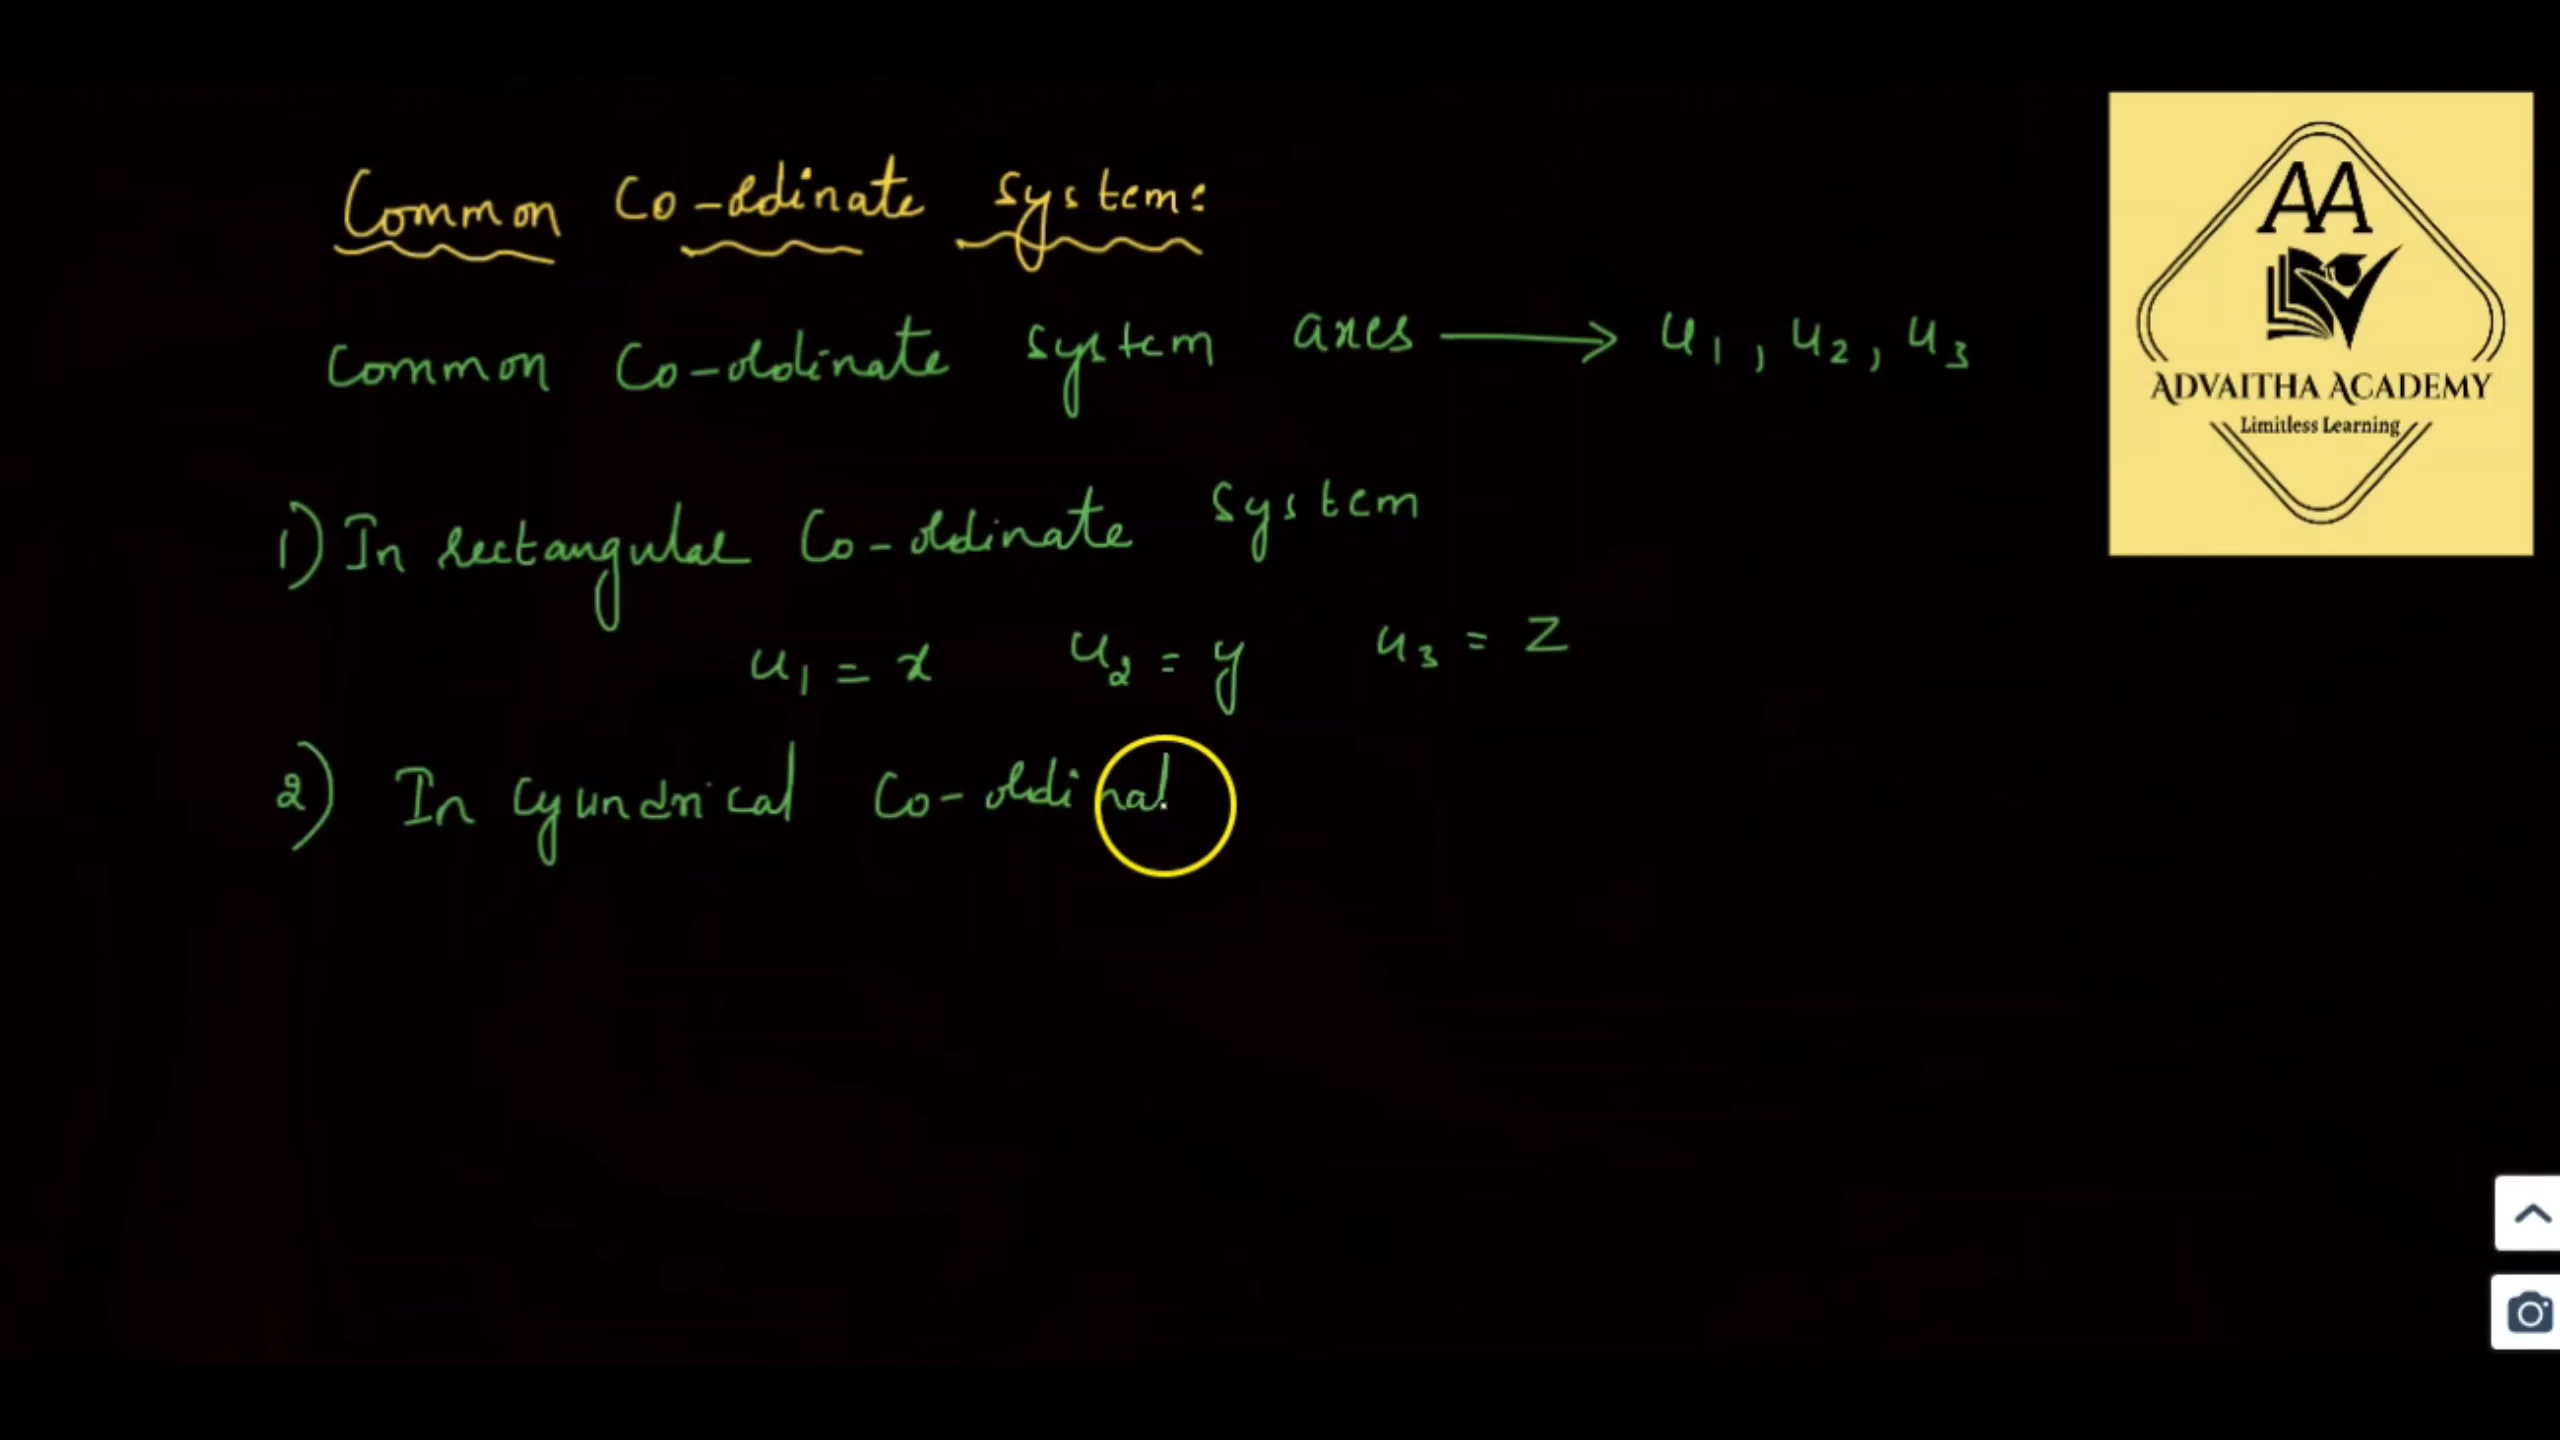 Common Co-ordinate system:
Common Co-ordinate system axes ⟶ u₁, u₂, u₃
1) In rectangular Co-ordinate system
u₁ = x u₂ = y u₃ = z
2) In Cylindrical Co-ordinat
AA
ADVAITHA ACADEMY
Limitless Learning